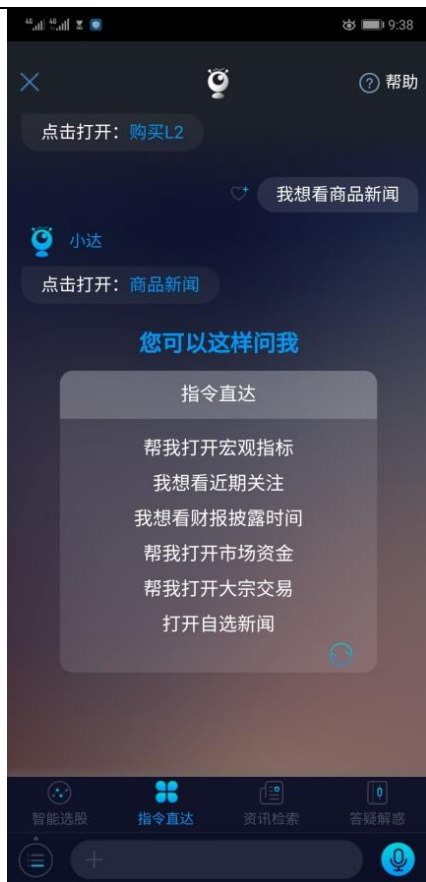 46 46 9:38
帮助
点击打开：购买L2
我想看商品新闻
小达
点击打开：商品新闻
您可以这样问我
指令直达
帮我打开宏观指标
我想看近期关注
我想看财报披露时间
帮我打开市场资金
帮我打开大宗交易
打开自选新闻
智能选股 指令直达 资讯检索 答疑解惑